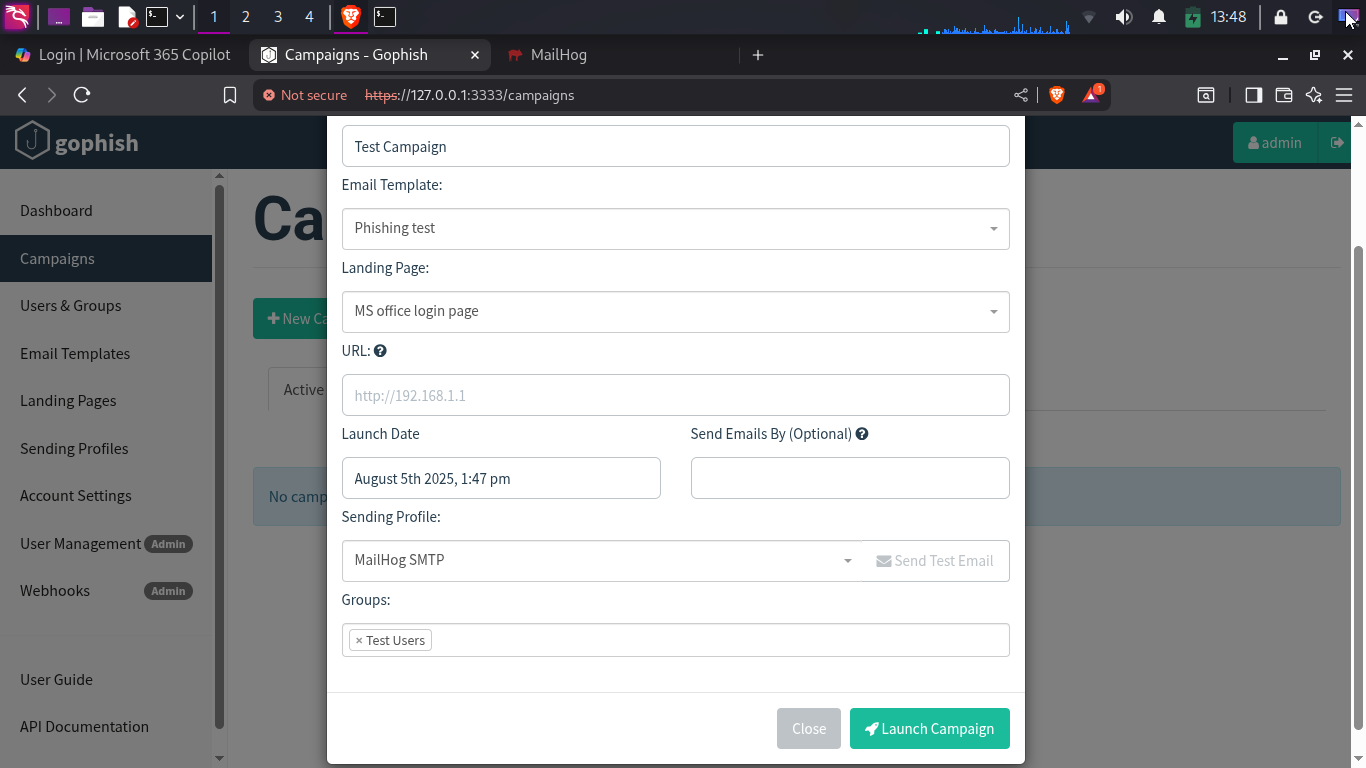 1 2 3 4 13:48
Login | Microsoft 365 Copilot Campaigns - Gophish MailHog
Not secure https://127.0.0.1:3333/campaigns 1
gophish admin
Dashboard
Campaigns
Users & Groups
Email Templates
Landing Pages
Sending Profiles
Account Settings
User Management Admin
Webhooks Admin
User Guide
API Documentation
Ca
New Ca
Active
No camp
Test Campaign
Email Template:
Phishing test
Landing Page:
MS office login page
URL:
http://192.168.1.1
Launch Date Send Emails By (Optional)
August 5th 2025, 1:47 pm
Sending Profile:
MailHog SMTP Send Test Email
Groups:
× Test Users
Close Launch Campaign